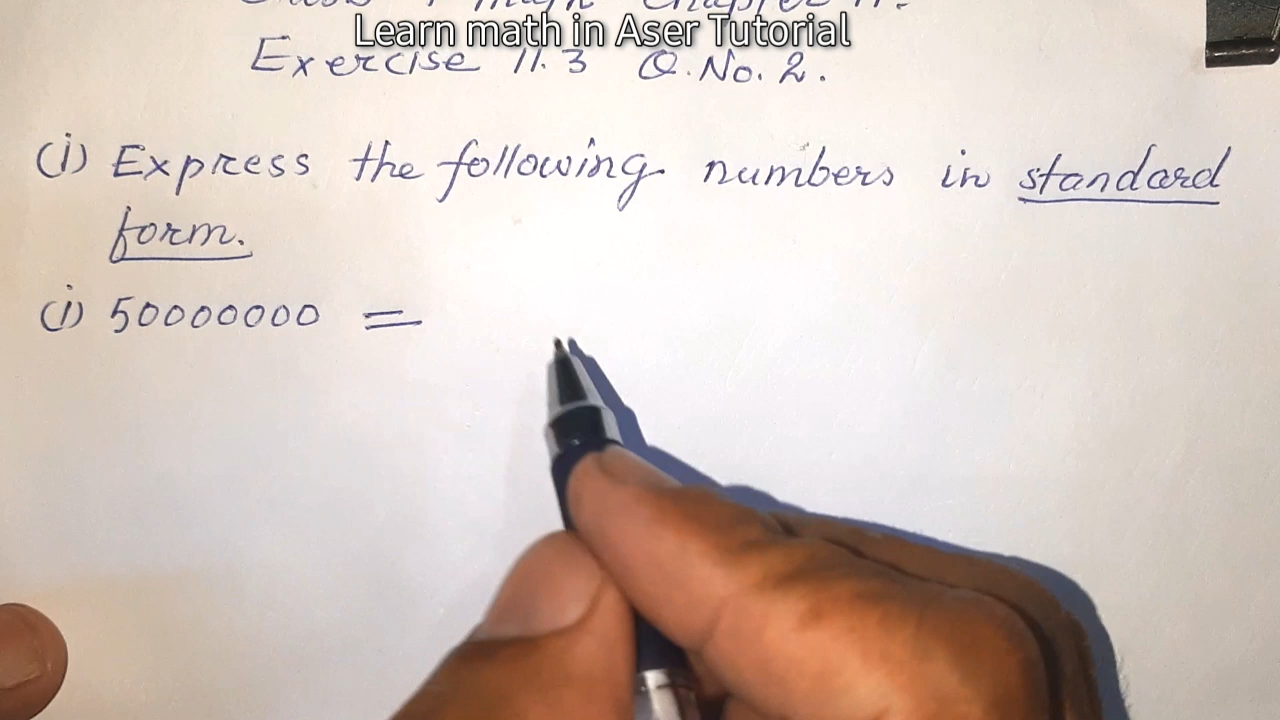 Learn math in Aser Tutorial
Exercise 11.3 Q.No. 2.
(i) Express the following numbers in standard
form.
(i) 50000000 =